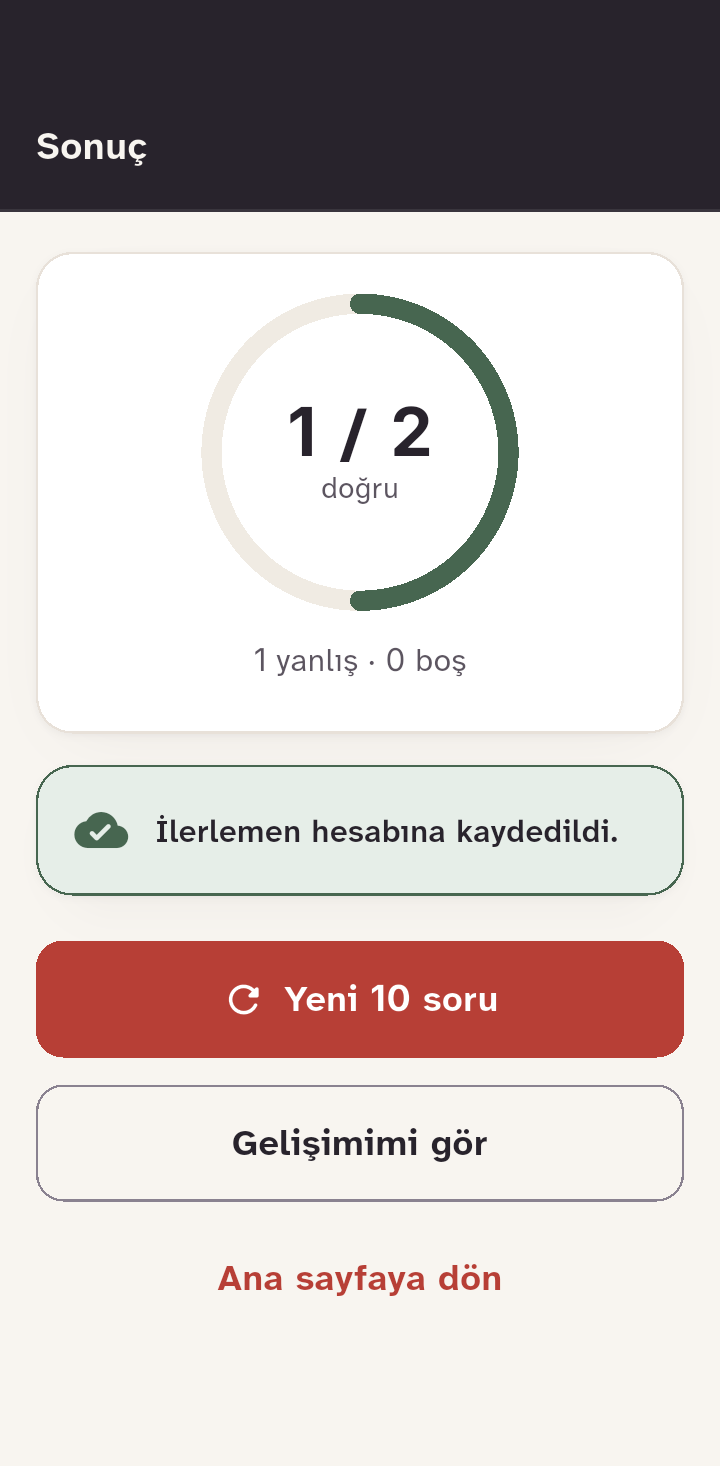 Sonuç
1 / 2
doğru
1 yanlış · 0 boş
İlerlemen hesabına kaydedildi.
Yeni 10 soru
Gelişimimi gör
Ana sayfaya dön